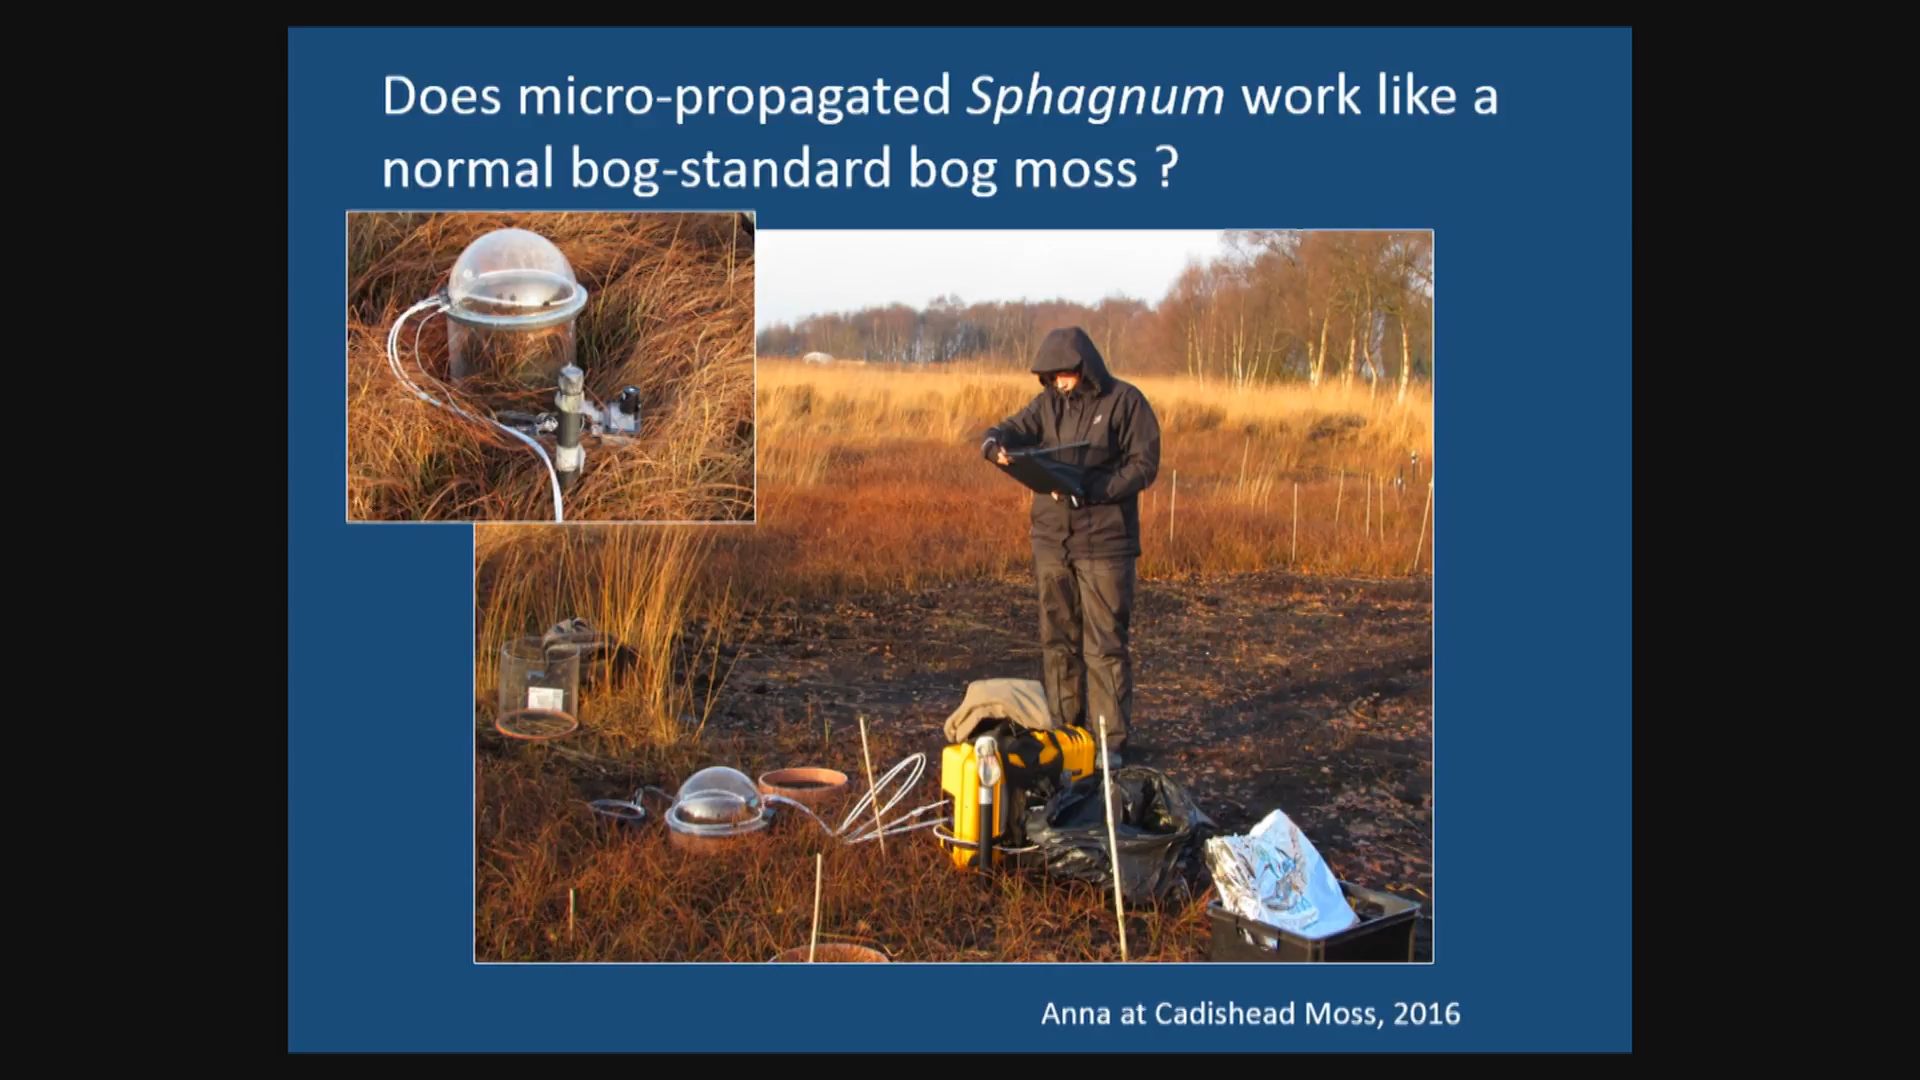 Does micro-propagated Sphagnum work like a
normal bog-standard bog moss ?
Anna at Cadishead Moss, 2016